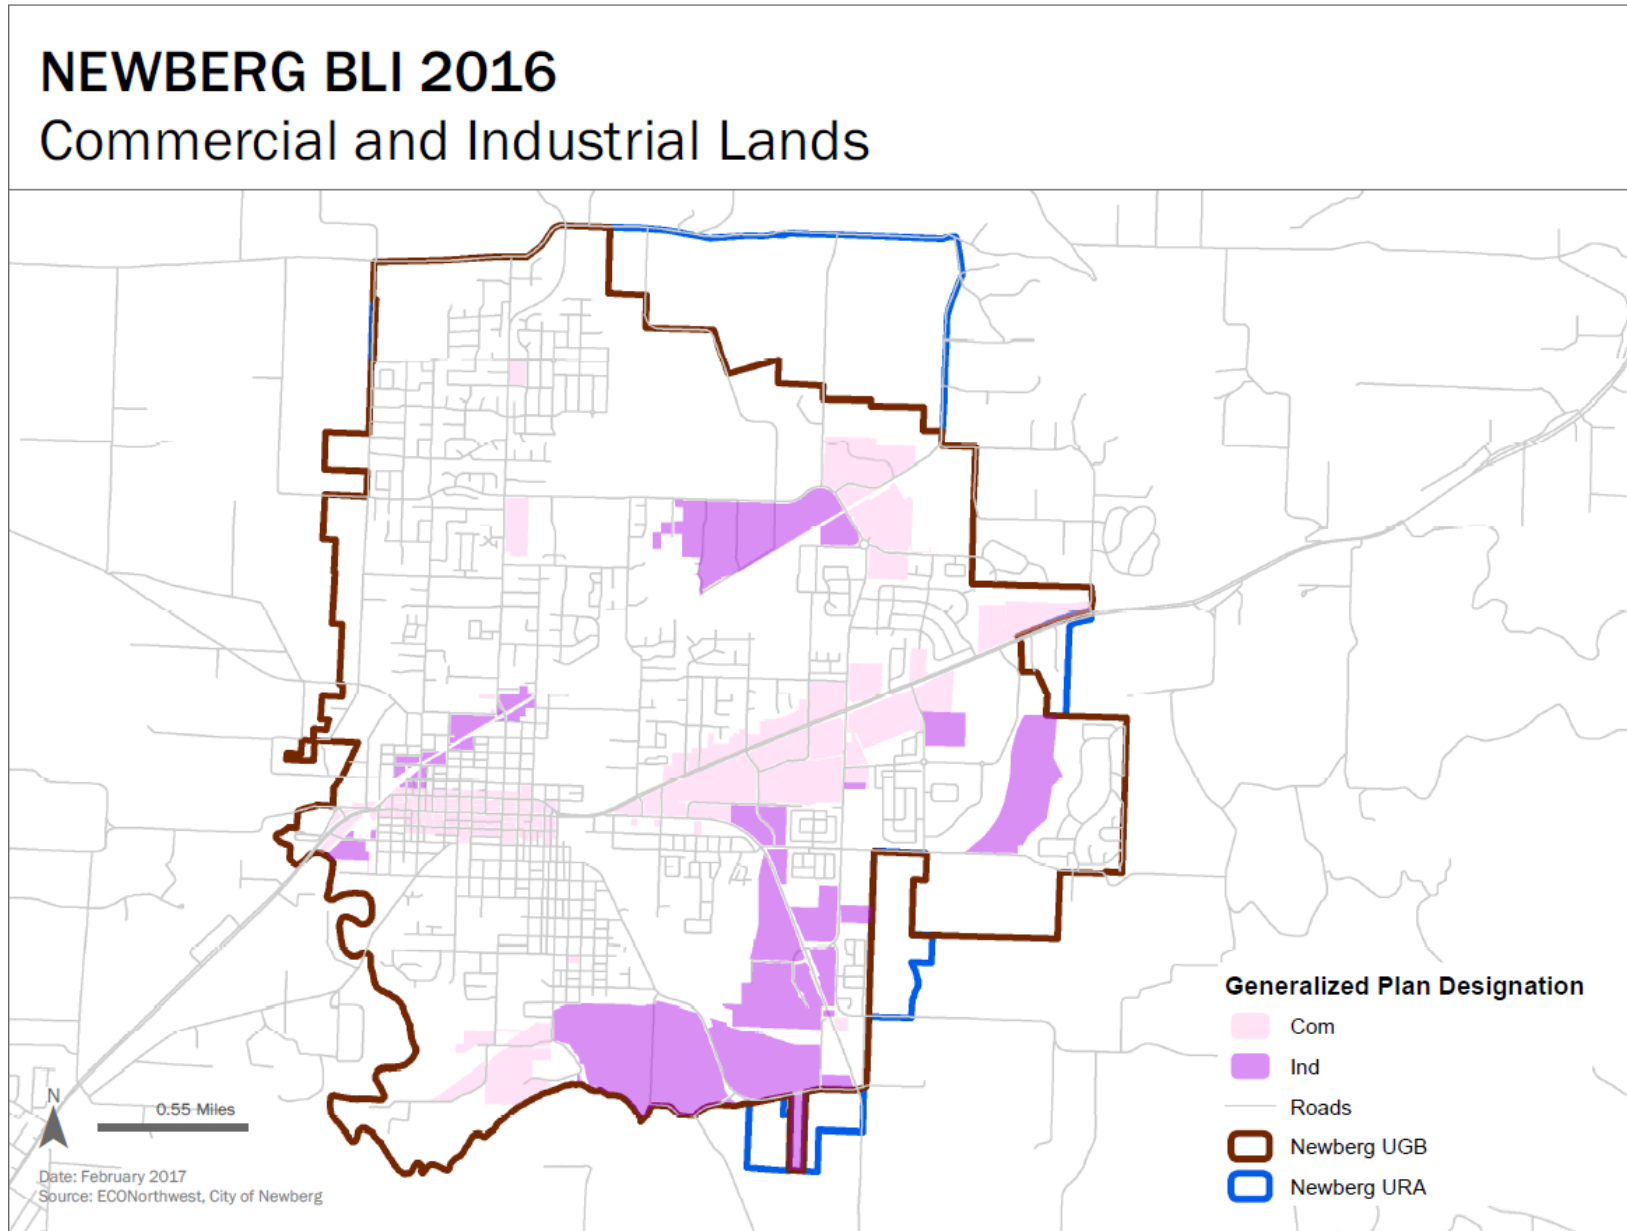 NEWBERG BLI 2016
Commercial and Industrial Lands
Generalized Plan Designation
Com
Ind
Roads
Newberg UGB
Newberg URA
N
0.55 Miles
Date: February 2017
Source: ECONorthwest, City of Newberg